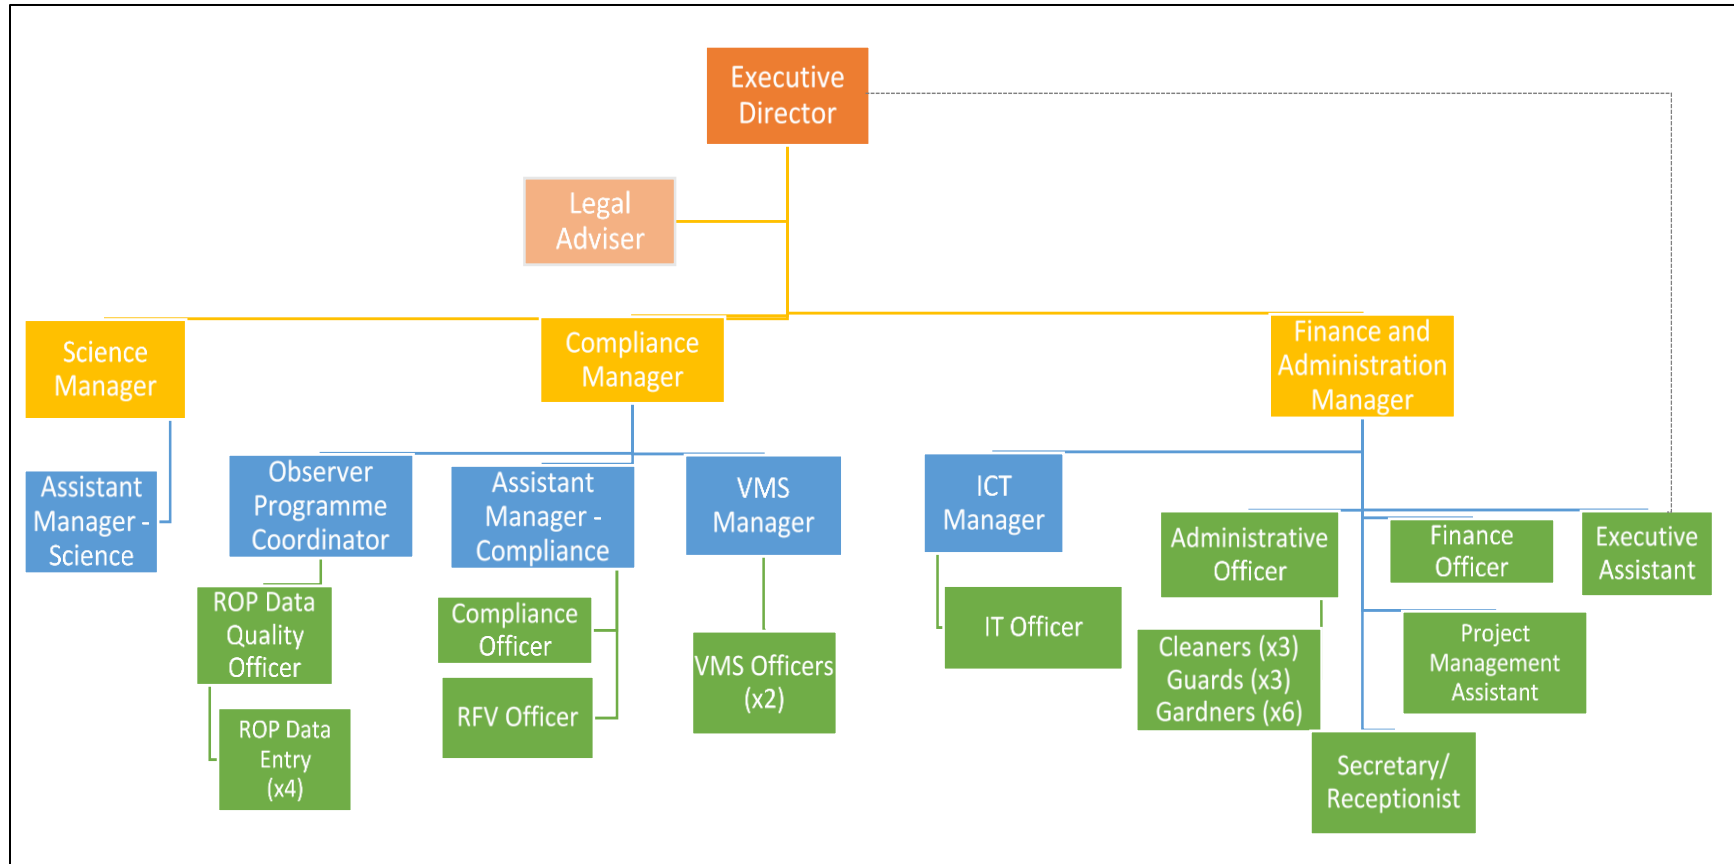 Executive
Director
Legal
Adviser
Science
Manager
Compliance
Manager
Finance and
Administration
Manager
Assistant
Manager -
Science
Observer
Programme
Coordinator
Assistant
Manager -
Compliance
VMS
Manager
ICT
Manager
Administrative
Officer
Finance
Officer
Executive
Assistant
ROP Data
Quality
Officer
Compliance
Officer
VMS Officers
(x2)
IT Officer
Cleaners (x3)
Guards (x3)
Gardners (x6)
Project
Management
Assistant
RFV Officer
ROP Data
Entry
(x4)
Secretary/
Receptionist